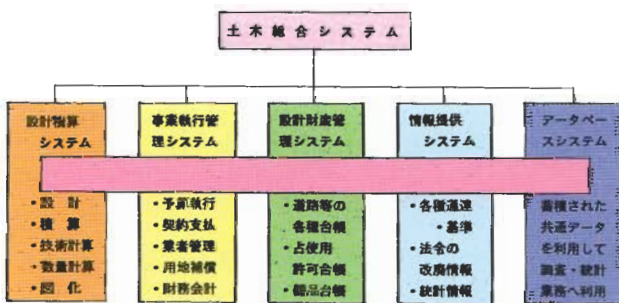 土木総合システム
設計積算
システム
・設計
・積算
・技術計算
・数量計算
・図化
事業執行管
理システム
・予算執行
・契約支払
・業者管理
・用地補償
・財務会計
設計財産管
理システム
・道路等の
各種台帳
・占使用
許可台帳
・備品台帳
情報提供
システム
・各種通達
・基準
・法令の
改廃情報
・統計情報
データベー
スシステム
蓄積された
共通データ
を利用して
調査・統計
業務へ利用